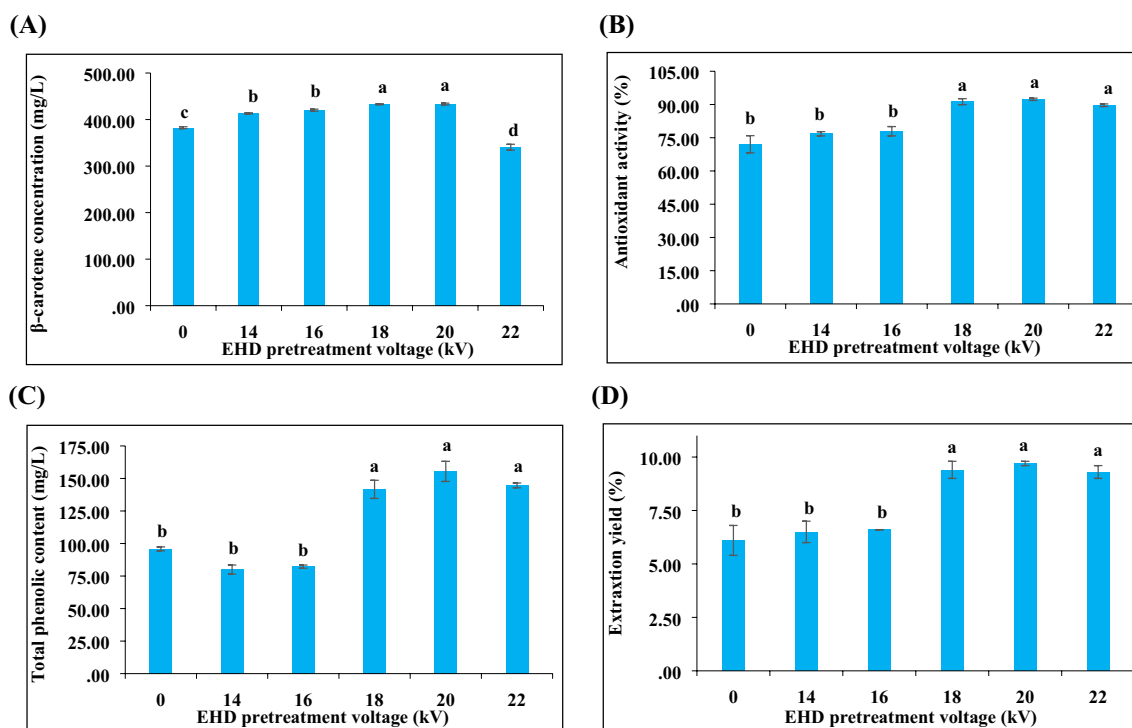 (A)
β-carotene concentration (mg/L)
500.00
400.00
300.00
200.00
100.00
.00
c b b a a d
0 14 16 18 20 22
EHD pretreatment voltage (kV)
(B)
Antioxidant activity (%)
105.00
90.00
75.00
60.00
45.00
30.00
15.00
.00
b b b a a a
0 14 16 18 20 22
EHD pretreatment voltage (kV)
(C)
Total phenolic content (mg/L)
175.00
150.00
125.00
100.00
75.00
50.00
25.00
.00
b b b a a a
0 14 16 18 20 22
EHD pretreatment voltage (kV)
(D)
Extraxtion yield (%)
10.00
7.50
5.00
2.50
.00
b b b a a a
0 14 16 18 20 22
EHD pretreatment voltage (kV)